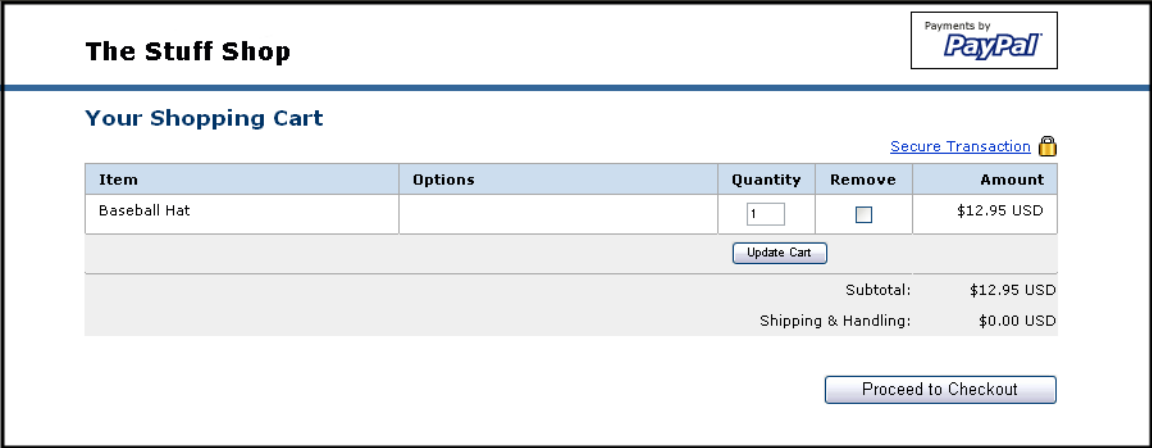 Payments by
PayPal
The Stuff Shop
Your Shopping Cart
Secure Transaction
Item Options Quantity Remove Amount
Baseball Hat 1 $12.95 USD
Update Cart
Subtotal: $12.95 USD
Shipping & Handling: $0.00 USD
Proceed to Checkout